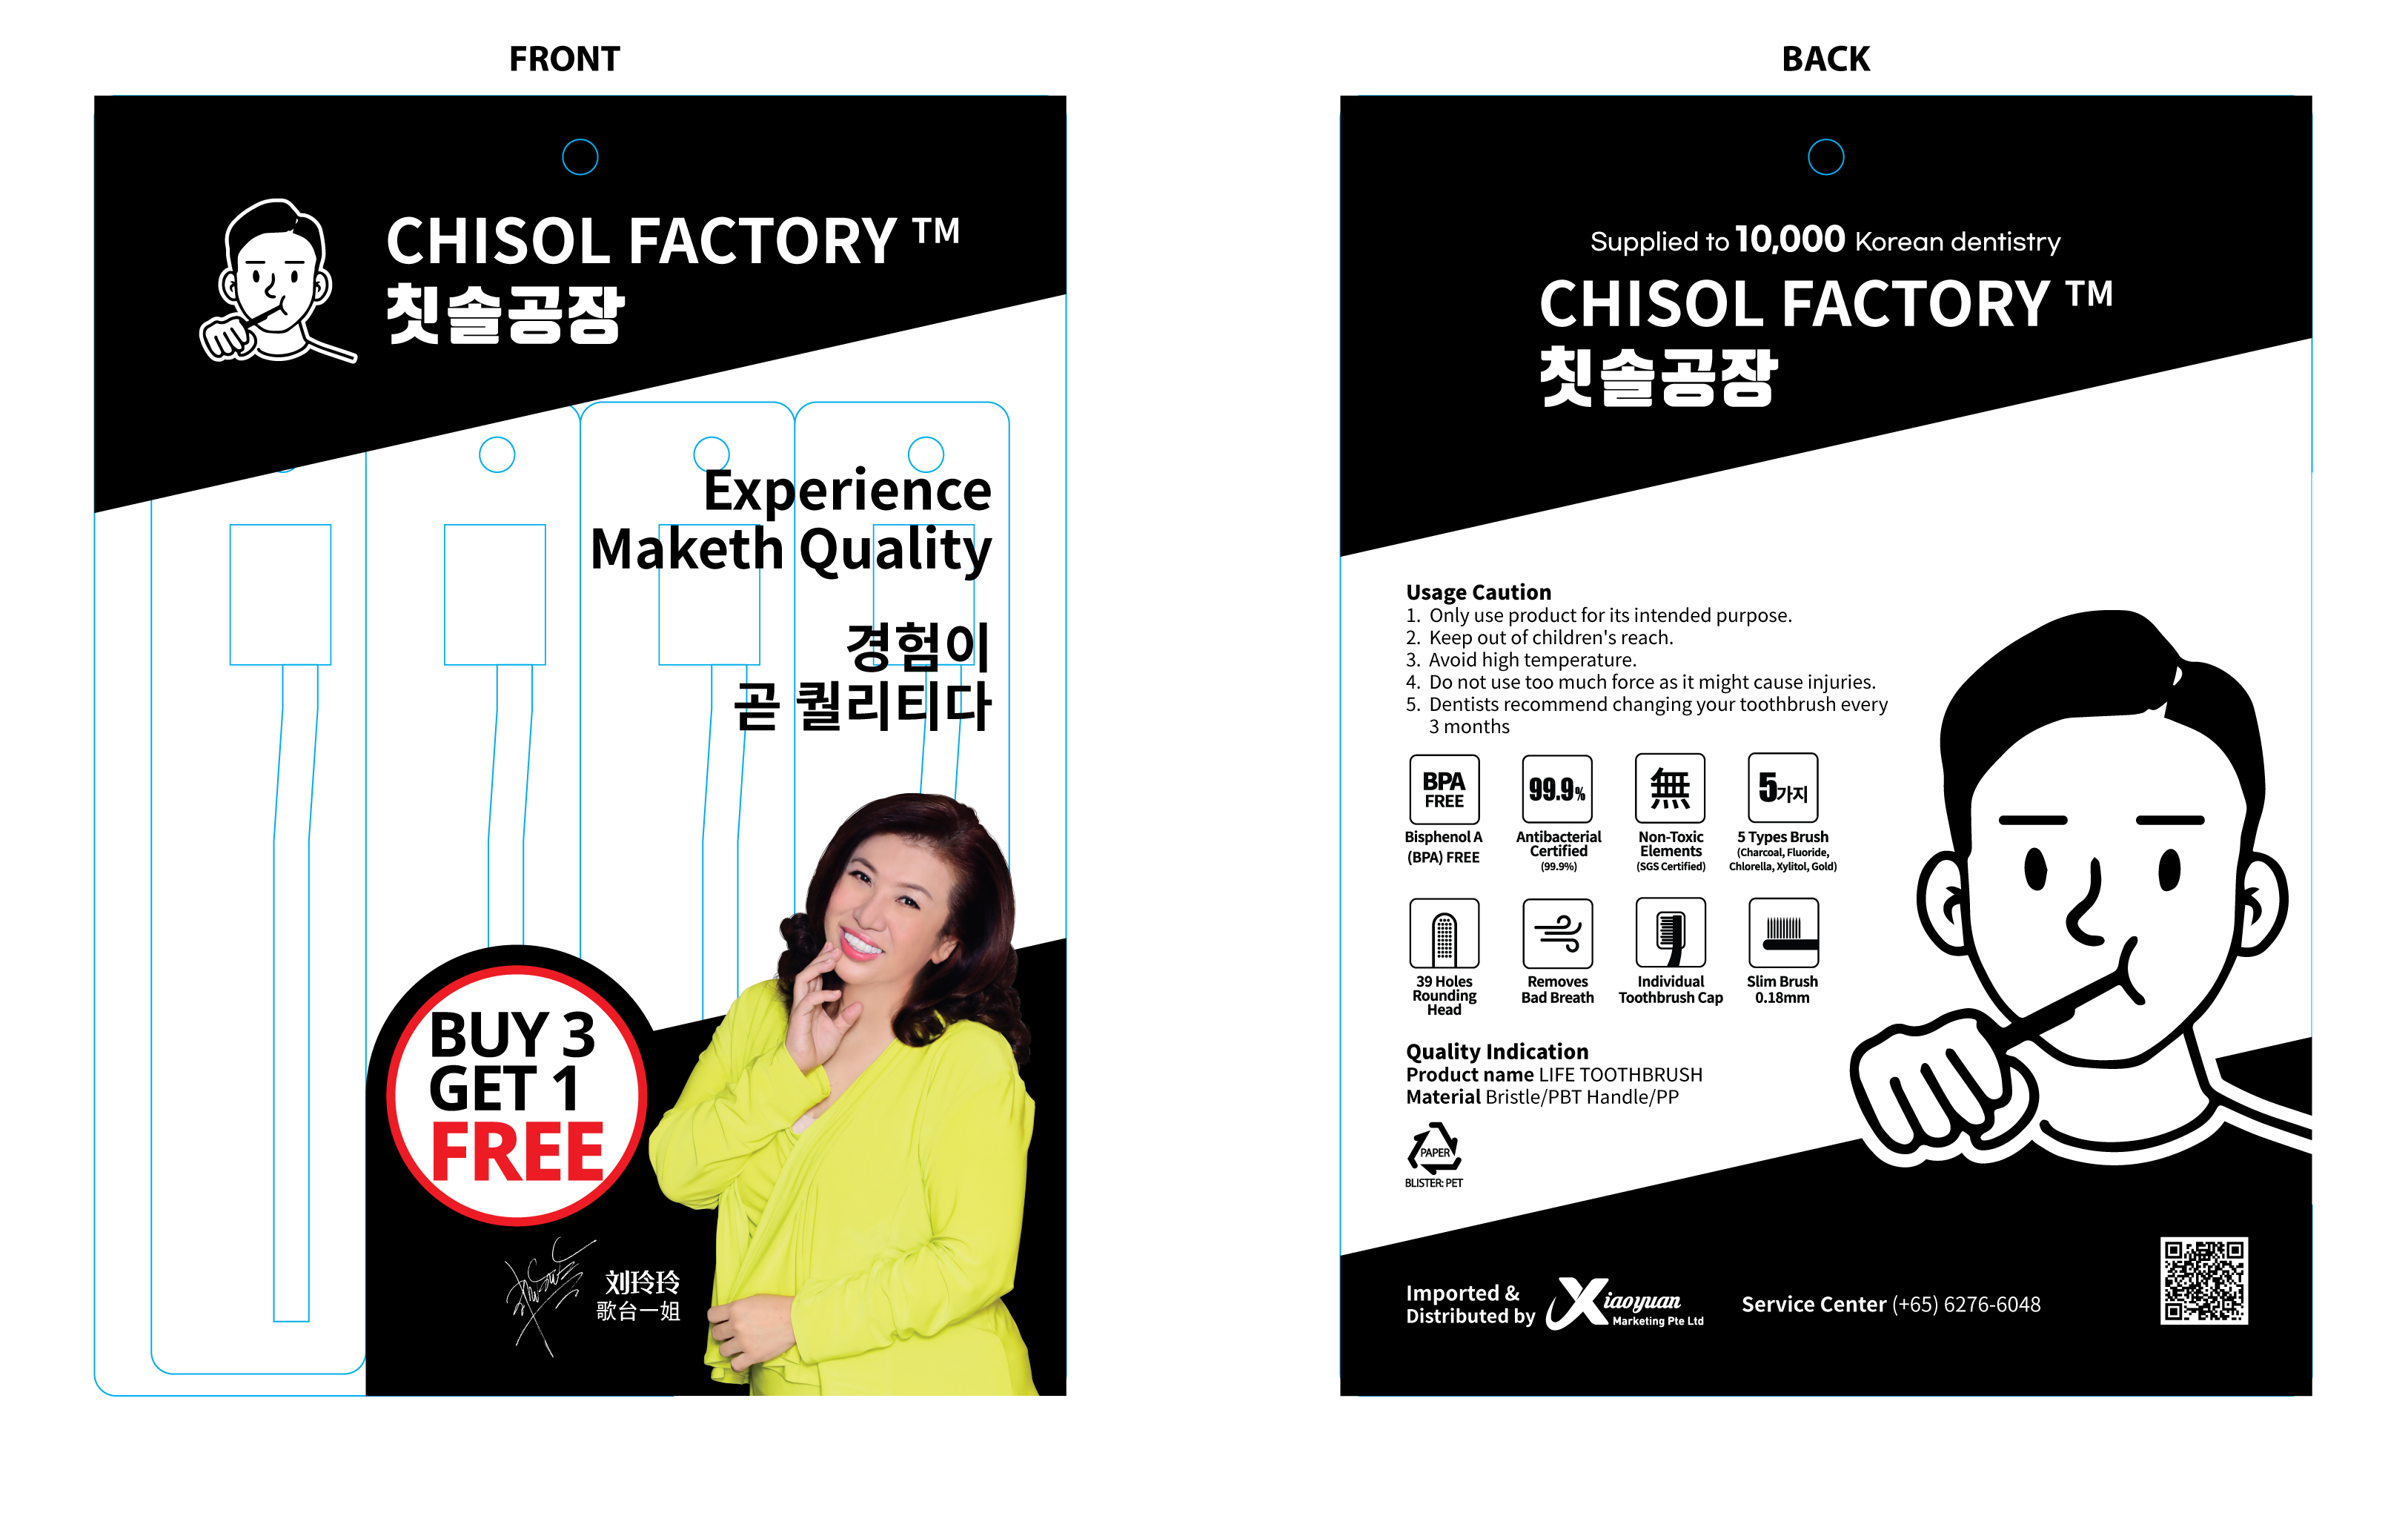 FRONT
CHISOL FACTORY ™
칫솔공장
Experience
Maketh Quality
경험이
곧 퀄리티다
BUY 3
GET 1
FREE
刘玲玲
歌台一姐
BACK
Supplied to 10,000 Korean dentistry
CHISOL FACTORY ™
칫솔공장
Usage Caution
1. Only use product for its intended purpose.
2. Keep out of children's reach.
3. Avoid high temperature.
4. Do not use too much force as it might cause injuries.
5. Dentists recommend changing your toothbrush every
3 months
BPA
FREE
Bisphenol A
(BPA) FREE
99.9%
Antibacterial
Certified
(99.9%)
無
Non-Toxic
Elements
(SGS Certified)
5가지
5 Types Brush
(Charcoal, Fluoride,
Chlorella, Xylitol, Gold)
39 Holes
Rounding
Head
Removes
Bad Breath
Individual
Toothbrush Cap
Slim Brush
0.18mm
Quality Indication
Product name LIFE TOOTHBRUSH
Material Bristle/PBT Handle/PP
PAPER
BLISTER: PET
Imported &
Distributed by
Xiaoyuan
Marketing Pte Ltd
Service Center (+65) 6276-6048